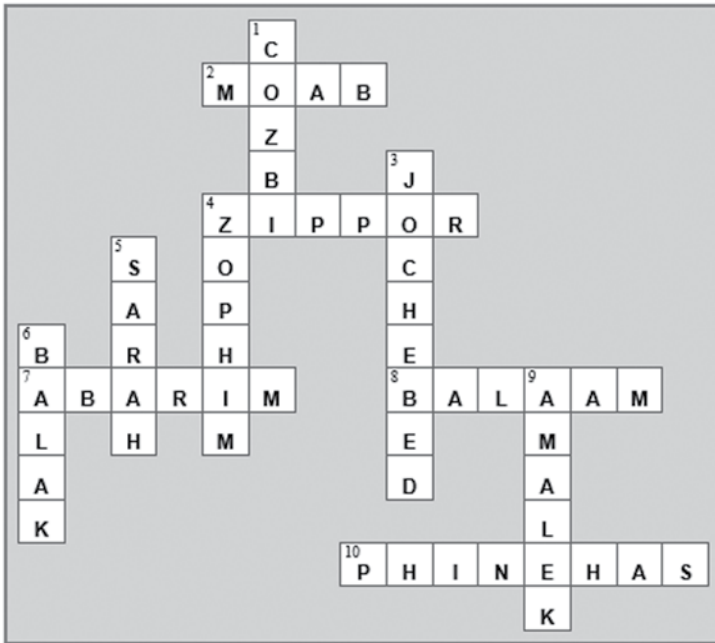 1
C
2 M O A B
Z
B 3 J
4 Z I P P O R
5 S O C
A P H
6 B R H E
7 A B A R I M 8 B A L 9 A A M
L H M E M
A D A
K L
10 P H I N E H A S
K